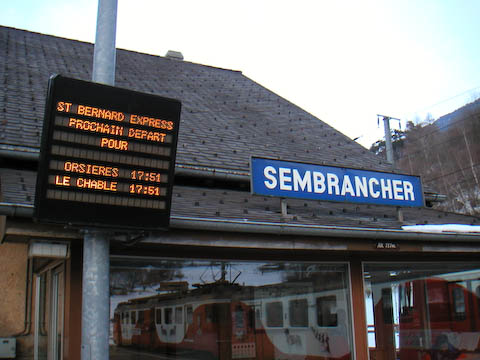 ST BERNARD EXPRESS
PROCHAIN DEPART
POUR
ORSIERES 17:51
LE CHABLE 17:51
SEMBRANCHER